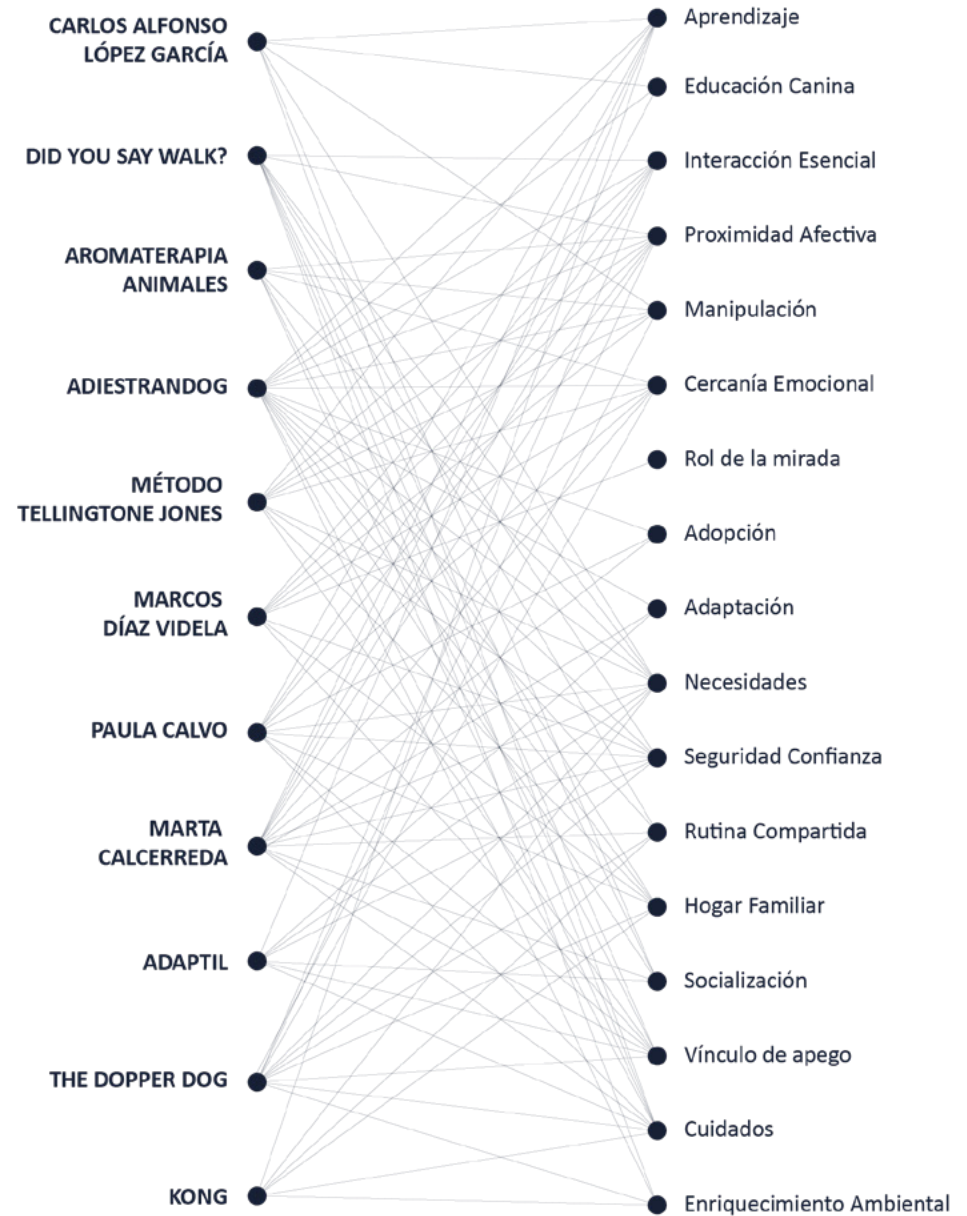 CARLOS ALFONSO
LÓPEZ GARCÍA
DID YOU SAY WALK?
AROMATERAPIA
ANIMALES
ADIESTRANDOG
MÉTODO
TELLINGTONE JONES
MARCOS
DÍAZ VIDELA
PAULA CALVO
MARTA
CALCERREDA
ADAPTIL
THE DOPPER DOG
KONG
Aprendizaje
Educación Canina
Interacción Esencial
Proximidad Afectiva
Manipulación
Cercanía Emocional
Rol de la mirada
Adopción
Adaptación
Necesidades
Seguridad Confianza
Rutina Compartida
Hogar Familiar
Socialización
Vínculo de apego
Cuidados
Enriquecimiento Ambiental